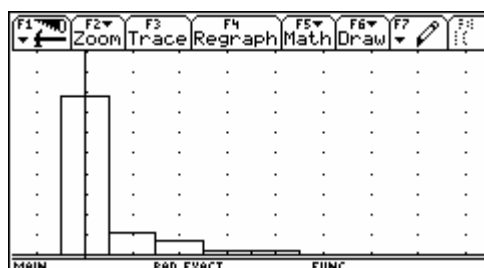 F1 F2 Zoom F3 Trace F4 Regraph F5 Math F6 Draw F7
MAIN RAD EXACT FUNC